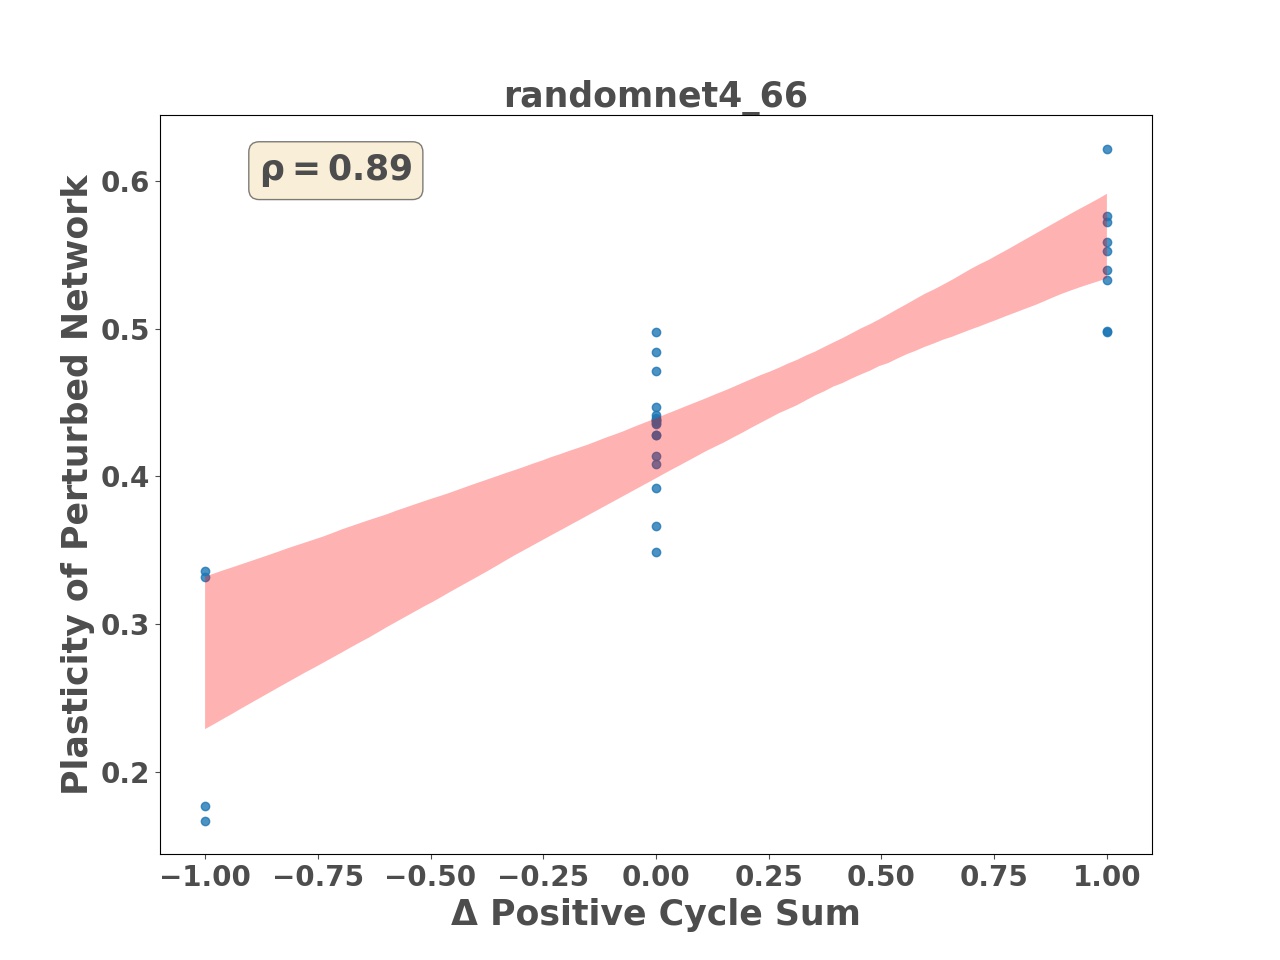 randomnet4_66
ρ = 0.89
Plasticity of Perturbed Network
0.6
0.5
0.4
0.3
0.2
−1.00 −0.75 −0.50 −0.25 0.00 0.25 0.50 0.75 1.00
Δ Positive Cycle Sum